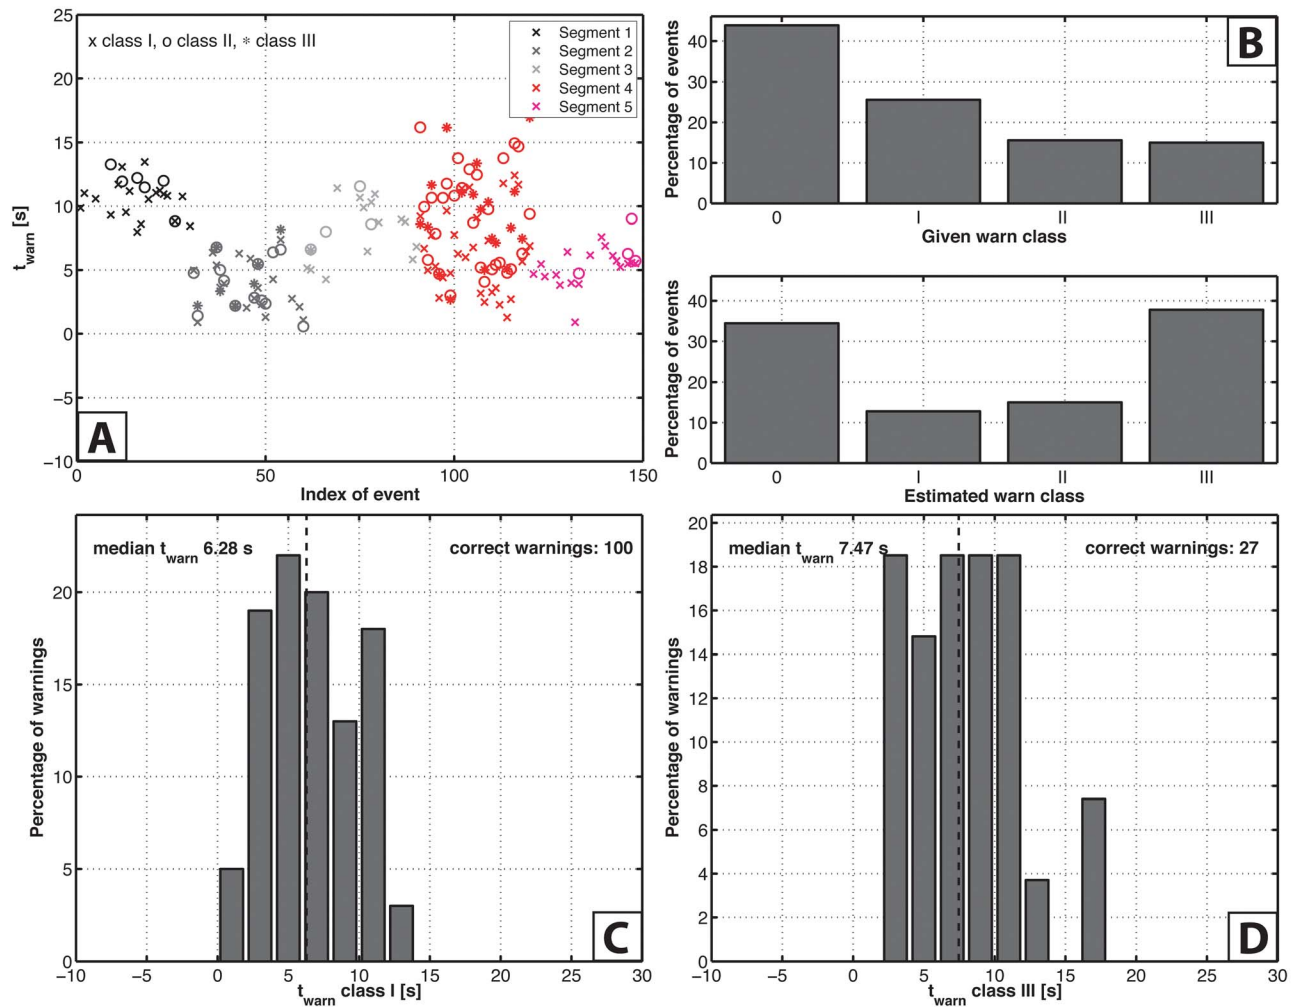 25
20
15
10
5
0
−5
−10
t_warn [s]
x class I, o class II, * class III
× Segment 1
× Segment 2
× Segment 3
× Segment 4
× Segment 5
A
0 50 100 150
Index of event
B
40
30
20
10
0
Percentage of events
0 I II III
Given warn class
40
30
20
10
0
Percentage of events
0 I II III
Estimated warn class
median t_warn 6.28 s
correct warnings: 100
20
15
10
5
0
Percentage of warnings
C
−10 −5 0 5 10 15 20 25 30
t_warn class I [s]
median t_warn 7.47 s
correct warnings: 27
20
18
16
14
12
10
8
6
4
2
0
Percentage of warnings
D
−10 −5 0 5 10 15 20 25 30
t_warn class III [s]